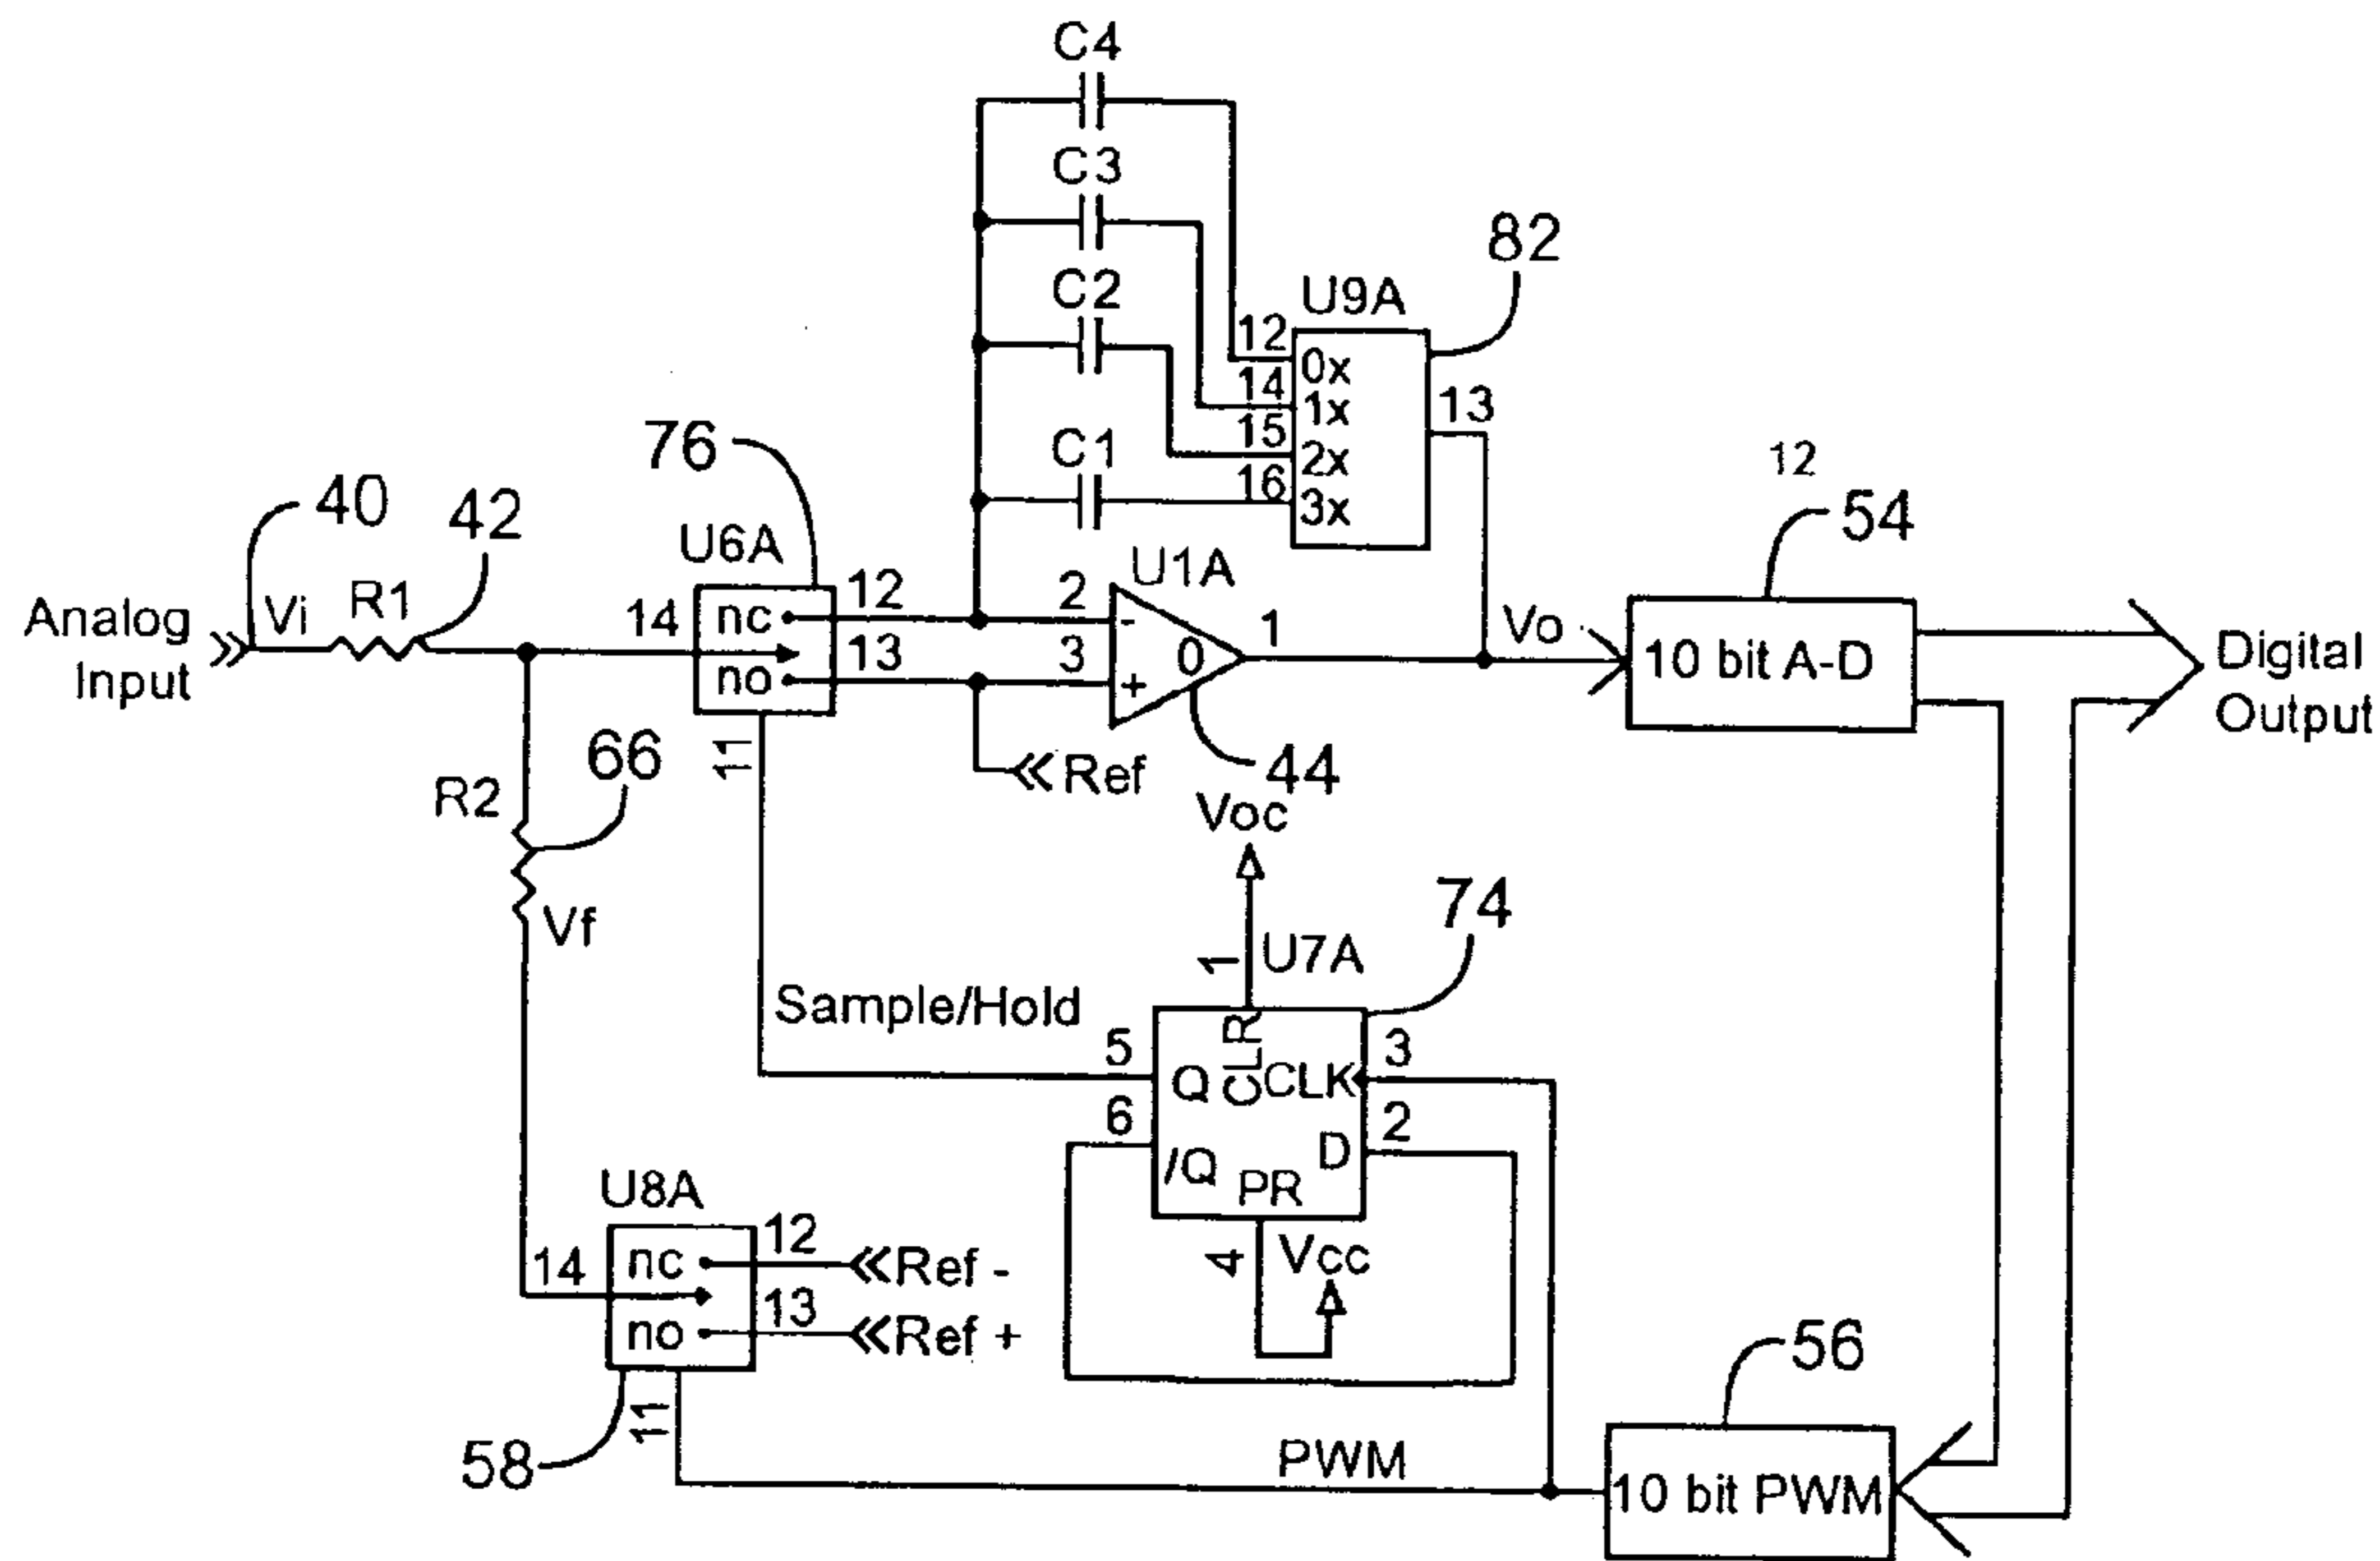 C4
C3
82
C2
U9A
12
0x
14
1x
13
15
2x
C1
16
3x
12
76
54
40
42
U6A
U1A
12
2
1
Analog
Input
Vi
R1
14
nc
-
0
Vo
10 bit A-D
Digital
Output
13
3
no
+
11
Ref
44
66
R2
Voc
Vf
1
U7A
74
Sample/Hold
5
Q
CLR
CLK
3
6
/Q
D
2
PR
4
Vcc
U8A
12
14
nc
Ref -
13
no
Ref +
11
58
PWM
56
10 bit PWM